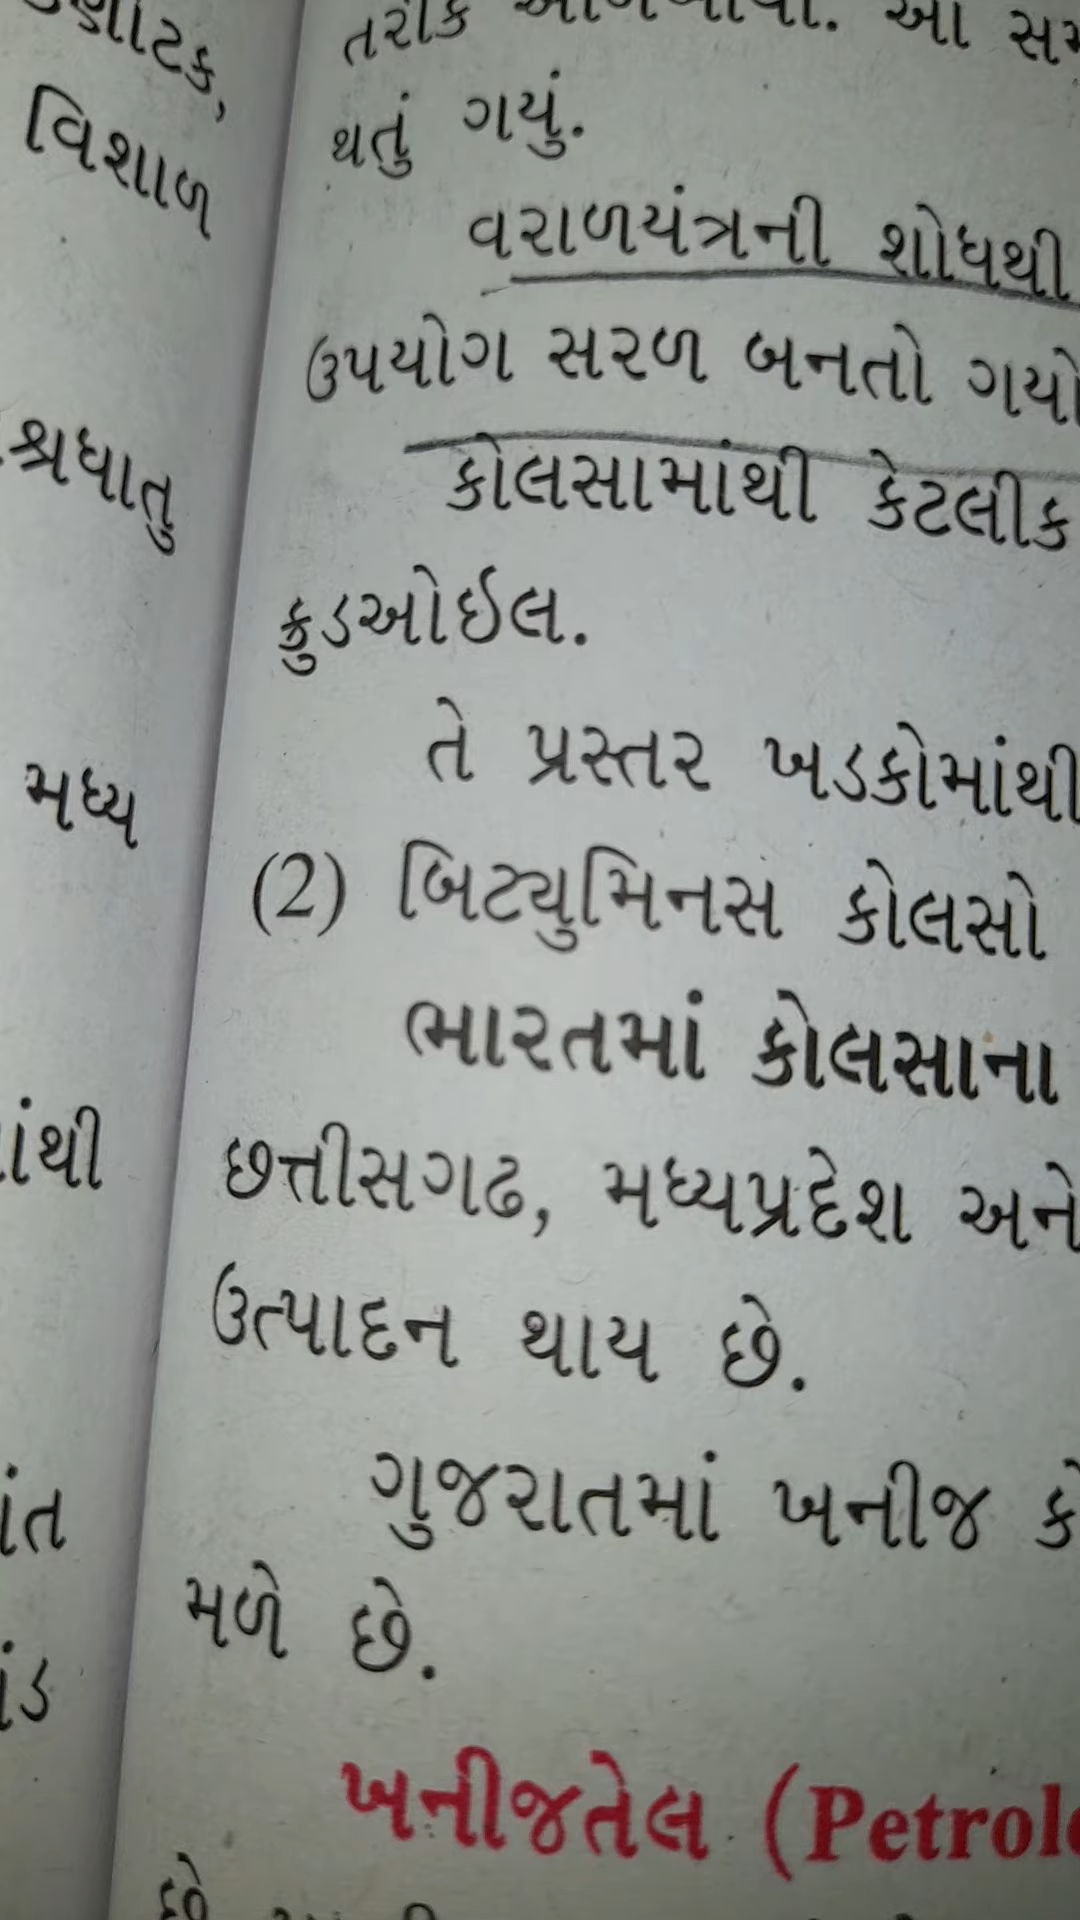 વિશાળ
શ્રધાતુ
મધ્ય
ાંથી
ાંત
ાંડ
આ
થતું ગયું.
વરાળયંત્રની શોધથી
ઉપયોગ સરળ બનતો ગયો
કોલસામાંથી કેટલીક
ક્રુડઓઈલ.
તે પ્રસ્તર ખડકોમાંથી
(2) બિટ્યુમિનસ કોલસો
ભારતમાં કોલસાના
છત્તીસગઢ, મધ્યપ્રદેશ અને
ઉત્પાદન થાય છે.
ગુજરાતમાં ખનીજ કો
મળે છે.
ખનીજતેલ (Petrole